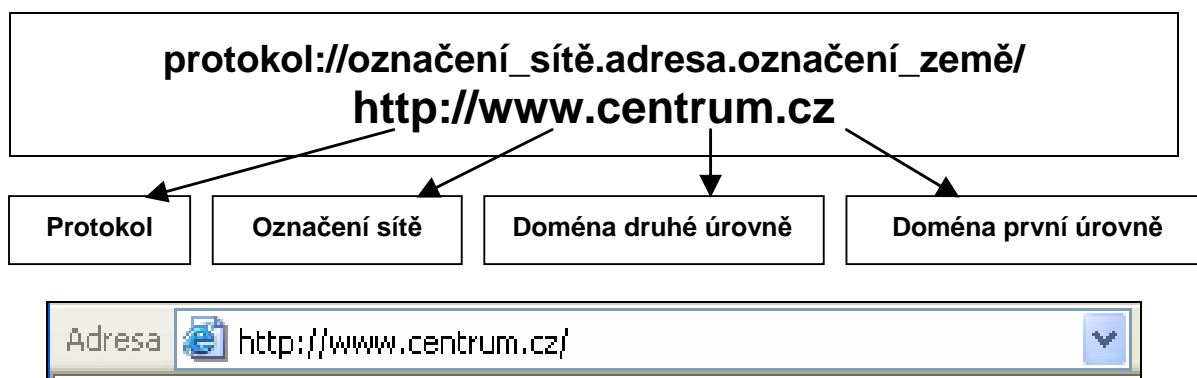 protokol://označení_sítě.adresa.označení_země/
http://www.centrum.cz
Protokol
Označení sítě
Doména druhé úrovně
Doména první úrovně
Adresa http://www.centrum.cz/